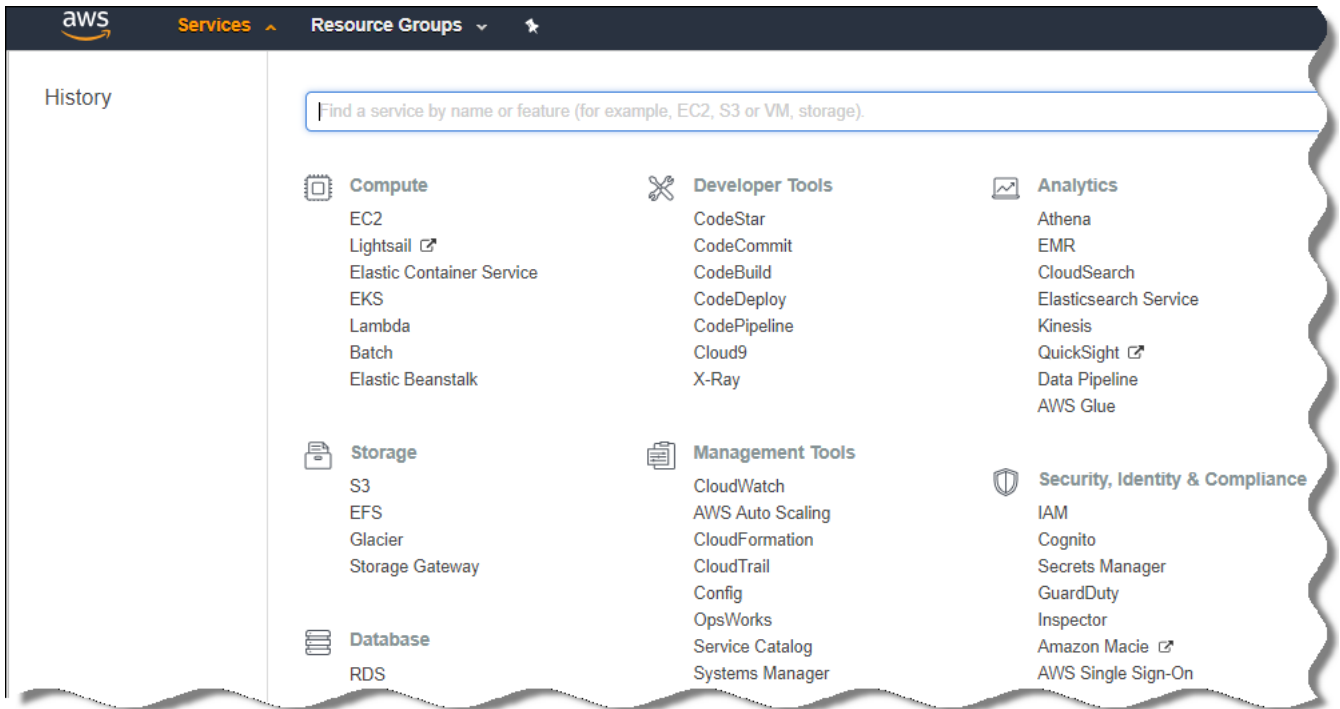 aws Services Resource Groups
History
Find a service by name or feature (for example, EC2, S3 or VM, storage).
Compute
EC2
Lightsail
Elastic Container Service
EKS
Lambda
Batch
Elastic Beanstalk
Storage
S3
EFS
Glacier
Storage Gateway
Database
RDS
Developer Tools
CodeStar
CodeCommit
CodeBuild
CodeDeploy
CodePipeline
Cloud9
X-Ray
Management Tools
CloudWatch
AWS Auto Scaling
CloudFormation
CloudTrail
Config
OpsWorks
Service Catalog
Systems Manager
Analytics
Athena
EMR
CloudSearch
Elasticsearch Service
Kinesis
QuickSight
Data Pipeline
AWS Glue
Security, Identity & Compliance
IAM
Cognito
Secrets Manager
GuardDuty
Inspector
Amazon Macie
AWS Single Sign-On